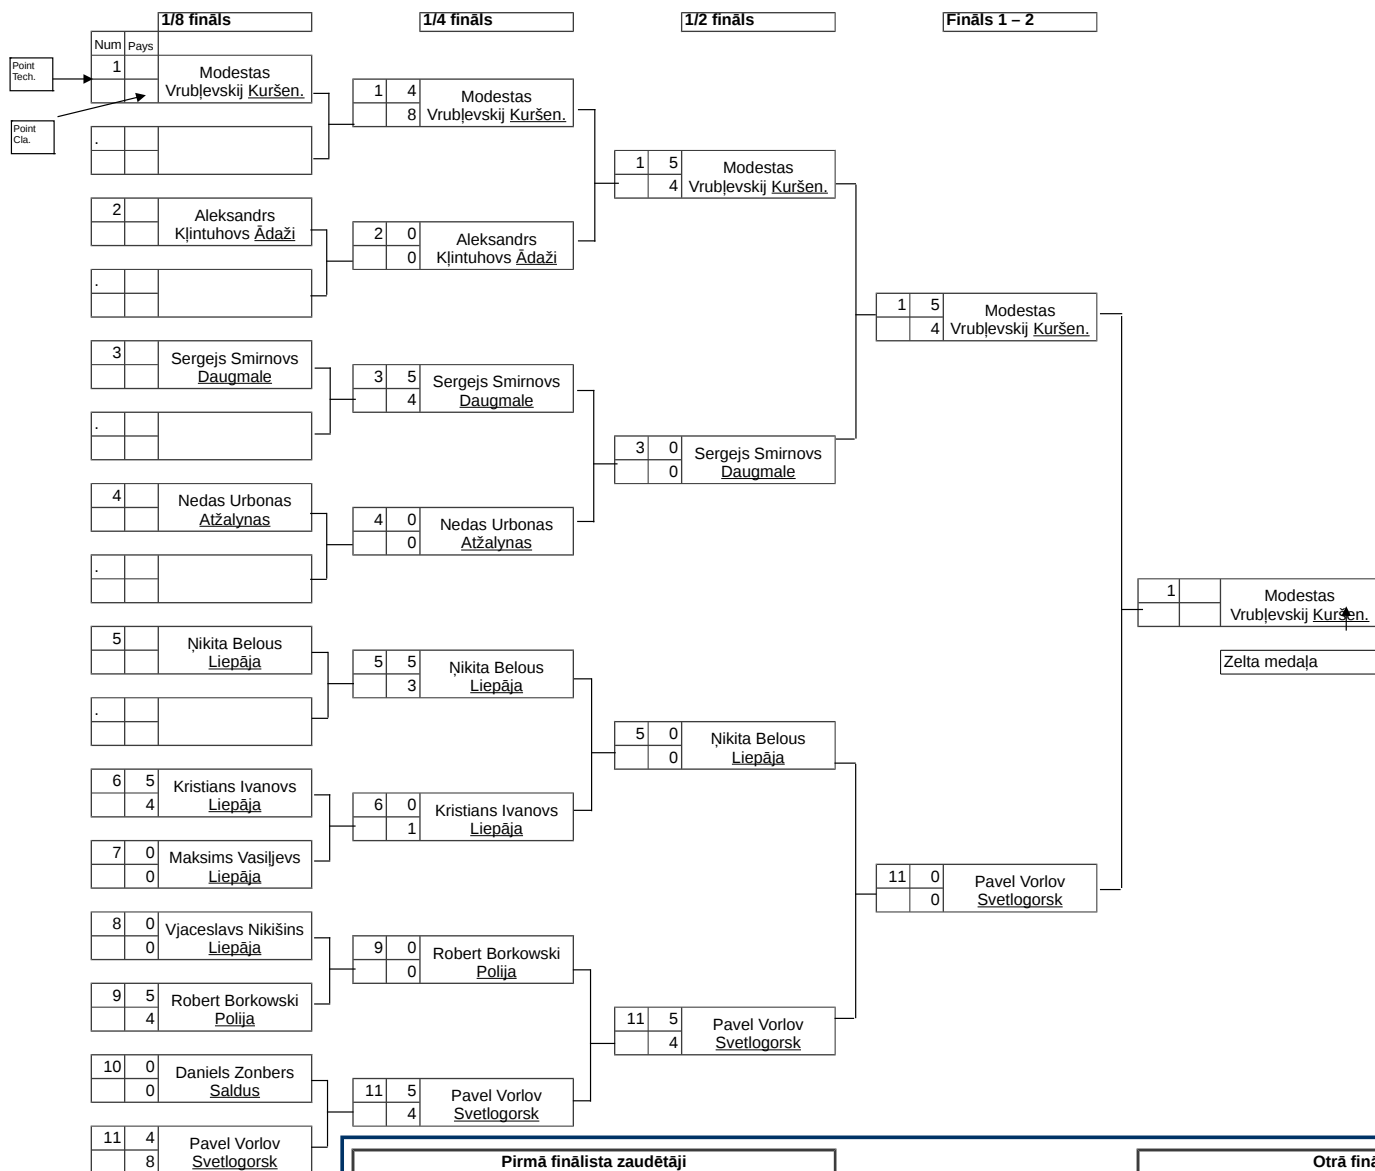 1/8 fināls 1/4 fināls 1/2 fināls Fināls 1 – 2
Num Pays
Point
Tech.
Point
Cla.
1 Modestas
Vrubļevskij Kuršen.
.
2 Aleksandrs
Kļintuhovs Ādaži
.
3 Sergejs Smirnovs
Daugmale
.
4 Nedas Urbonas
Atžalynas
.
5 Ņikita Belous
Liepāja
.
6 5 Kristians Ivanovs
4 Liepāja
7 0 Maksims Vasiļjevs
0 Liepāja
8 0 Vjaceslavs Nikišins
0 Liepāja
9 5 Robert Borkowski
4 Polija
10 0 Daniels Zonbers
0 Saldus
11 4 Pavel Vorlov
8 Svetlogorsk
1 4 Modestas
8 Vrubļevskij Kuršen.
2 0 Aleksandrs
0 Kļintuhovs Ādaži
3 5 Sergejs Smirnovs
4 Daugmale
4 0 Nedas Urbonas
0 Atžalynas
5 5 Ņikita Belous
3 Liepāja
6 0 Kristians Ivanovs
1 Liepāja
9 0 Robert Borkowski
0 Polija
11 5 Pavel Vorlov
4 Svetlogorsk
1 5 Modestas
4 Vrubļevskij Kuršen.
3 0 Sergejs Smirnovs
0 Daugmale
5 0 Ņikita Belous
0 Liepāja
11 5 Pavel Vorlov
4 Svetlogorsk
1 5 Modestas
4 Vrubļevskij Kuršen.
11 0 Pavel Vorlov
0 Svetlogorsk
1 Modestas
Vrubļevskij Kuršen.
Zelta medaļa
Pirmā finālista zaudētāji
Otrā finā